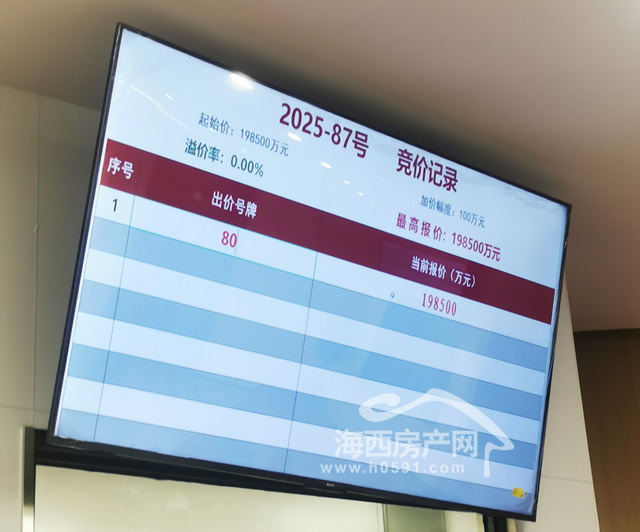 2025-87号 竞价记录
起始价：198500万元
加价幅度：100万元
溢价率：0.00%
最高报价：198500万元
序号 出价号牌 当前报价（万元）
1 80 198500
海西房产网
www.h0591.com